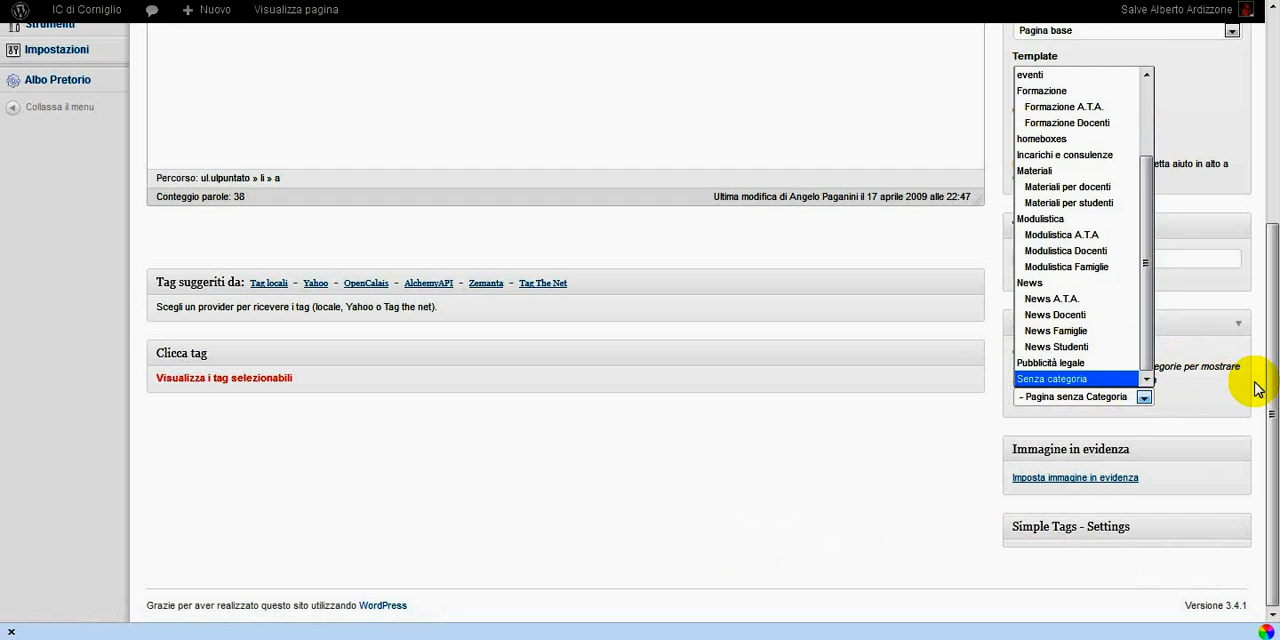 IC di Corniglio
Nuovo
Visualizza pagina
Salve Alberto Ardizzone
Strumenti
Impostazioni
Albo Pretorio
Collassa il menu
Percorso: ul.ulpuntato » li » a
Conteggio parole: 38
Ultima modifica di Angelo Paganini il 17 aprile 2009 alle 22:47
Tag suggeriti da: Tag locali - Yahoo - OpenCalais - AlchemyAPI - Zemanta - Tag The Net
Scegli un provider per ricevere i tag (locale, Yahoo o Tag the net).
Clicca tag
Visualizza i tag selezionabili
Pagina base
Template
eventi
Formazione
Formazione A.T.A.
Formazione Docenti
homeboxes
Incarichi e consulenze
etta aiuto in alto a
Materiali
Materiali per docenti
Materiali per studenti
Modulistica
Modulistica A.T.A
Modulistica Docenti
Modulistica Famiglie
News
News A.T.A.
News Docenti
News Famiglie
News Studenti
Pubblicità legale
egorie per mostrare
Senza categoria
- Pagina senza Categoria
Immagine in evidenza
Imposta immagine in evidenza
Simple Tags - Settings
Grazie per aver realizzato questo sito utilizzando WordPress
Versione 3.4.1